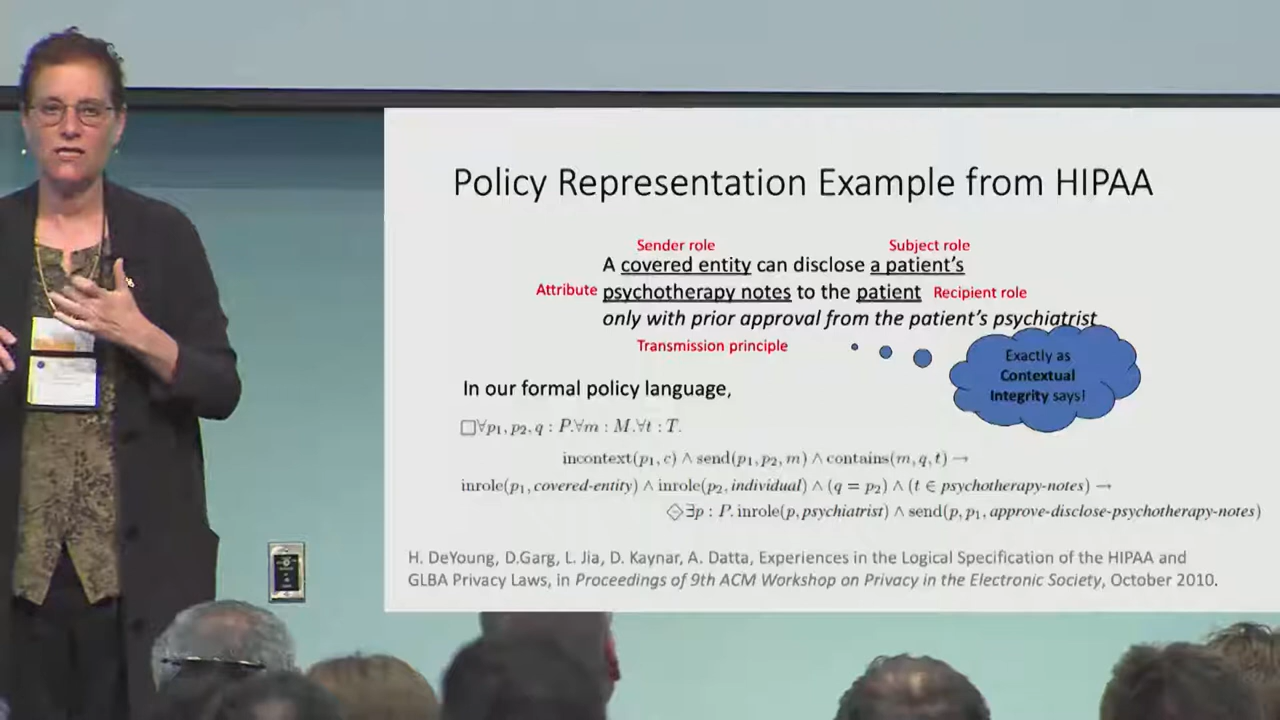 Policy Representation Example from HIPAA
Sender role
Subject role
A covered entity can disclose a patient's
Attribute psychotherapy notes to the patient Recipient role
only with prior approval from the patient's psychiatrist
Transmission principle
Exactly as
Contextual
Integrity says!
In our formal policy language,
□∀p₁, p₂, q : P.∀m : M.∀t : T.
incontext(p₁, c) ∧ send(p₁, p₂, m) ∧ contains(m, q, t) →
inrole(p₁, covered-entity) ∧ inrole(p₂, individual) ∧ (q = p₂) ∧ (t ∈ psychotherapy-notes) →
⟐∃p : P. inrole(p, psychiatrist) ∧ send(p, p₁, approve-disclose-psychotherapy-notes)
H. DeYoung, D.Garg, L. Jia, D. Kaynar, A. Datta, Experiences in the Logical Specification of the HIPAA and
GLBA Privacy Laws, in Proceedings of 9th ACM Workshop on Privacy in the Electronic Society, October 2010.